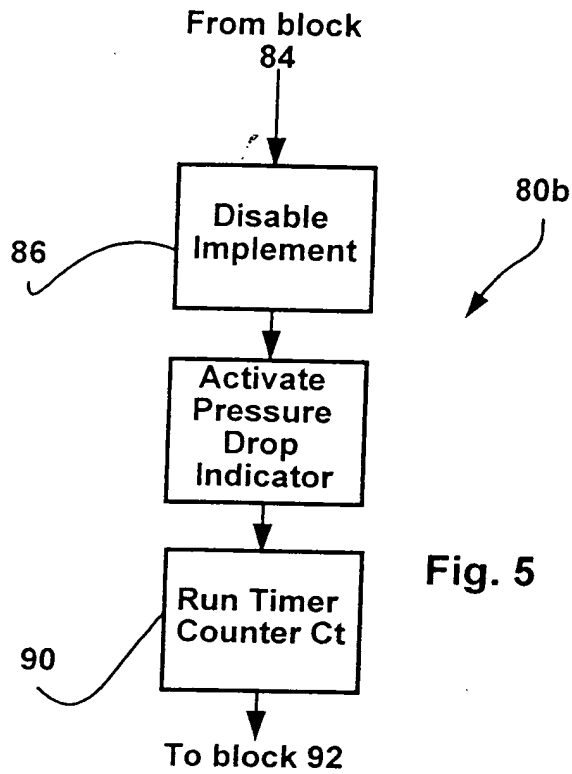 From block
84
80b
Disable
Implement
86
Activate
Pressure
Drop
Indicator
Fig. 5
Run Timer
Counter Ct
90
To block 92